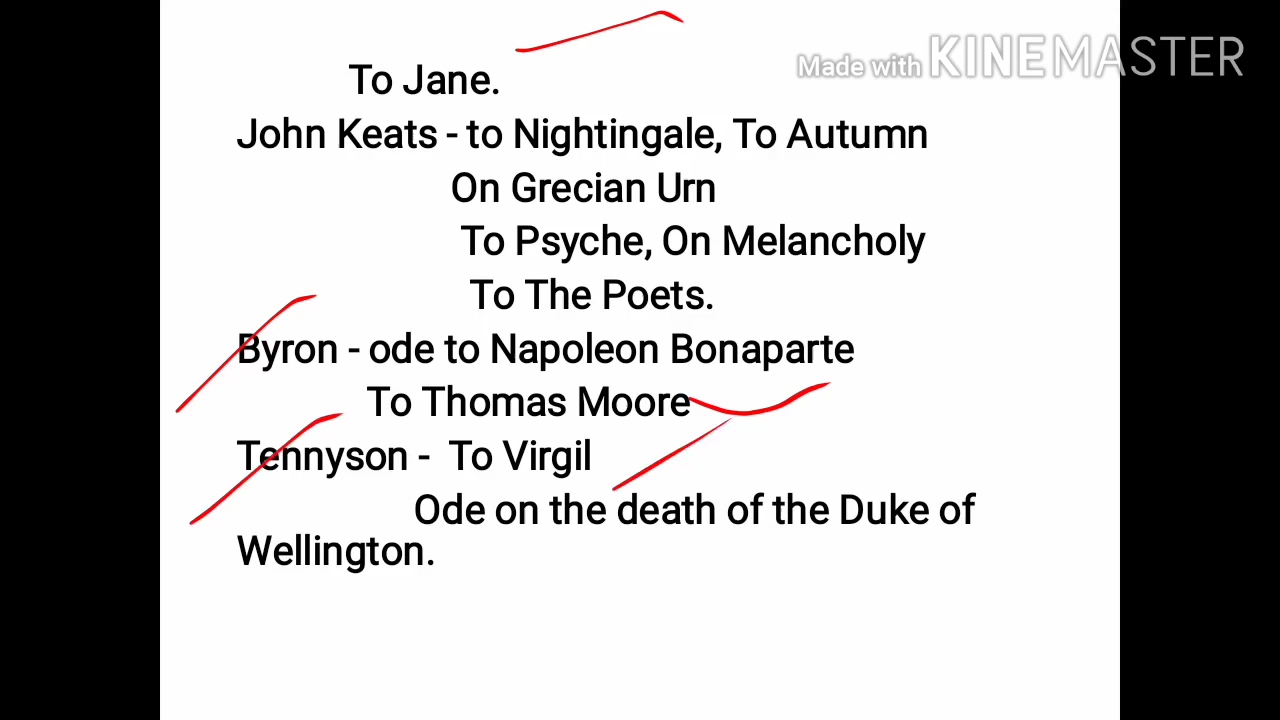 Made with KINEMASTER
To Jane.
John Keats - to Nightingale, To Autumn
On Grecian Urn
To Psyche, On Melancholy
To The Poets.
Byron - ode to Napoleon Bonaparte
To Thomas Moore
Tennyson - To Virgil
Ode on the death of the Duke of
Wellington.